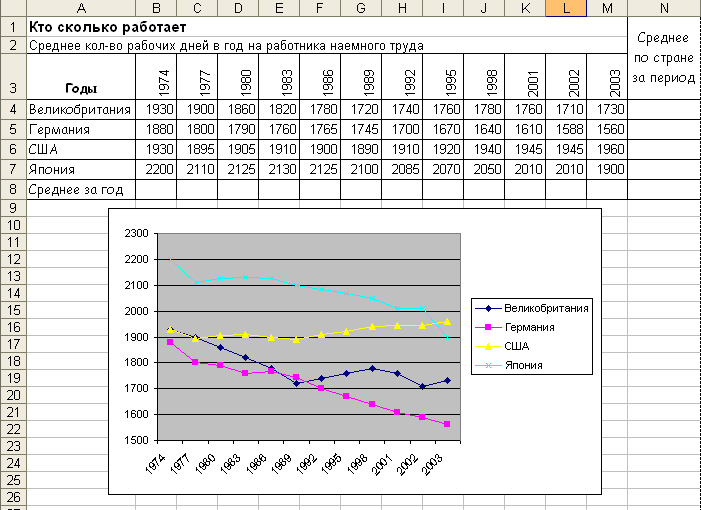 A B C D E F G H I J K L M N
1 Кто сколько работает
2 Среднее кол-во рабочих дней в год на работника наемного труда
Среднее по стране за период
3 Годы 1974 1977 1980 1983 1986 1989 1992 1995 1998 2001 2002 2003
4 Великобритания 1930 1900 1860 1820 1780 1720 1740 1760 1780 1760 1710 1730
5 Германия 1880 1800 1790 1760 1765 1745 1700 1670 1640 1610 1588 1560
6 США 1930 1895 1905 1910 1900 1890 1910 1920 1940 1945 1945 1960
7 Япония 2200 2110 2125 2130 2125 2100 2085 2070 2050 2010 2010 1900
8 Среднее за год
9
10
11
12
13
14
15
16
17
18
19
20
21
22
23
24
25
26
2300
2200
2100
2000
1900
1800
1700
1600
1500
1974 1977 1980 1983 1986 1989 1992 1995 1998 2001 2002 2003
Великобритания
Германия
США
Япония